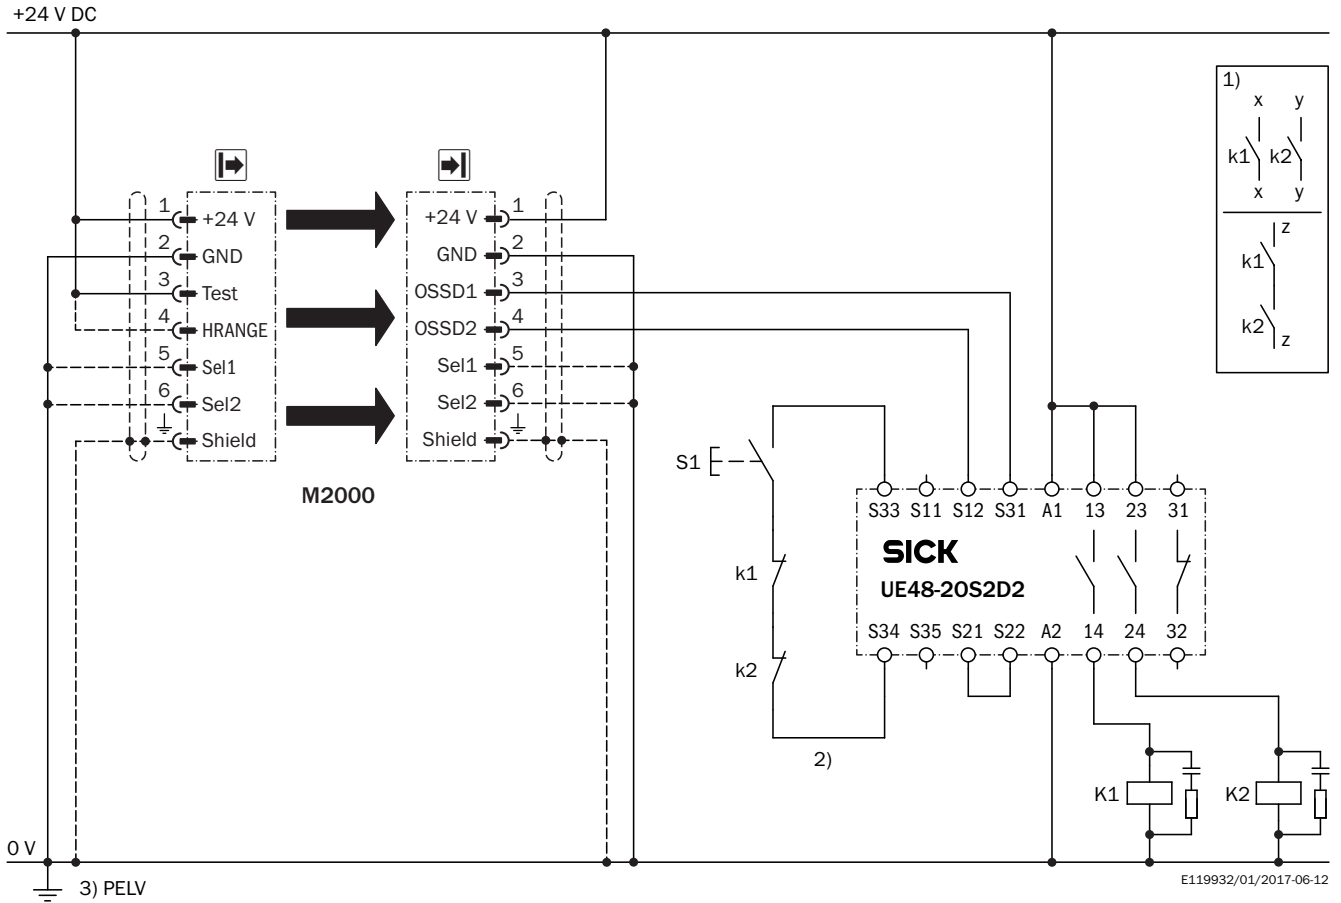 +24 V DC
1)
x y
k1 k2
x y
z
k1
k2
z
1 +24 V
2 GND
3 Test
4 HRANGE
5 Sel1
6 Sel2
Shield
+24 V 1
GND 2
OSSD1 3
OSSD2 4
Sel1 5
Sel2 6
Shield
M2000
S1
k1
k2
2)
S33 S11 S12 S31 A1 13 23 31
SICK
UE48-2OS2D2
S34 S35 S21 S22 A2 14 24 32
K1 K2
0 V
3) PELV
E119932/01/2017-06-12